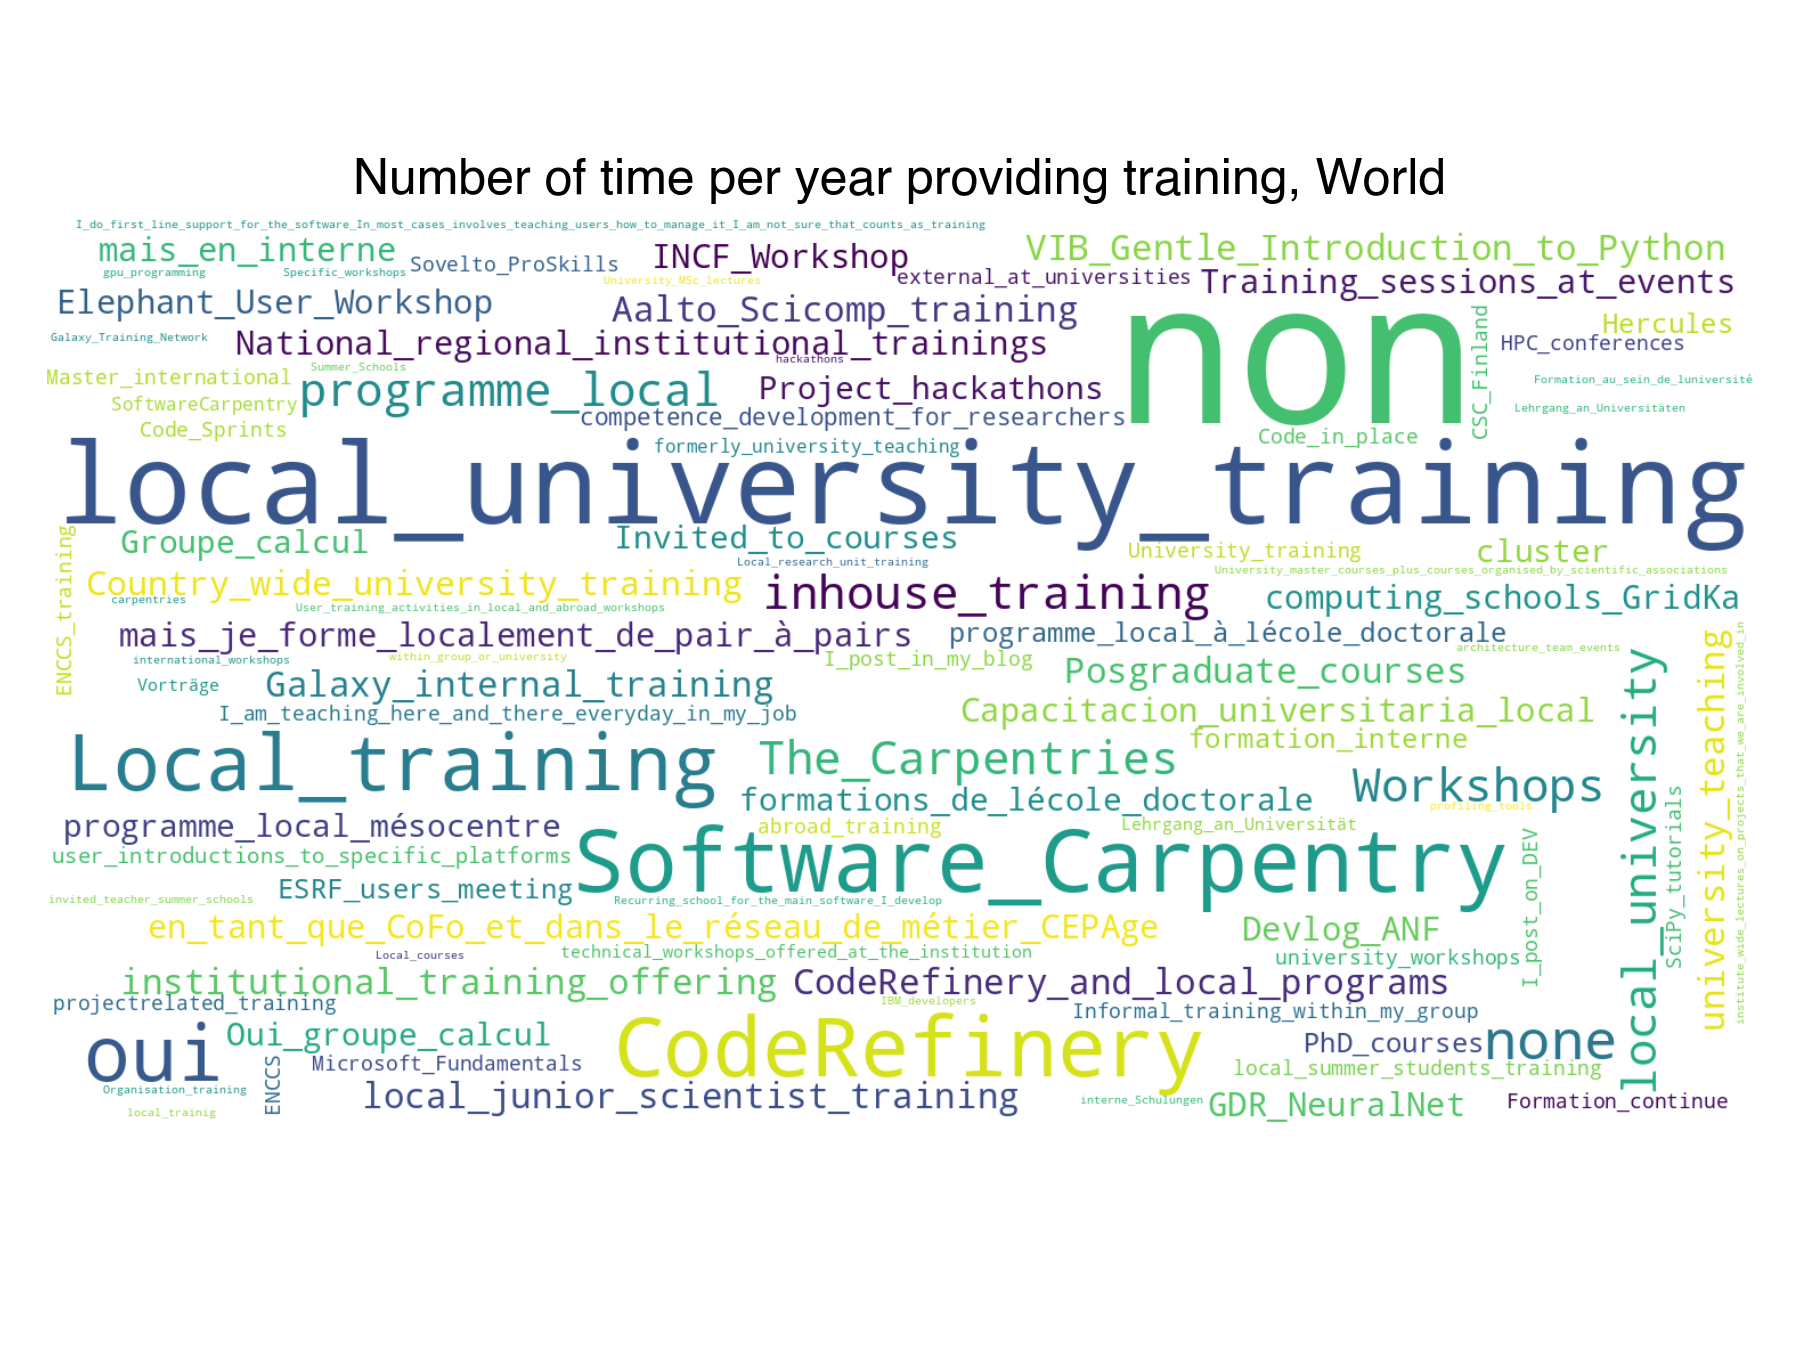 Number of time per year providing training, World
I_do_first_line_support_for_the_software_In_most_cases_involves_teaching_users_how_to_manage_it_I_am_not_sure_that_counts_as_training
mais_en_interne
INCF_Workshop
VIB_Gentle_Introduction_to_Python
gpu_programming
Specific_workshops
Sovelto_ProSkills
University_MSc_lectures
external_at_universities
Training_sessions_at_events
Elephant_User_Workshop
Aalto_Scicomp_training
non
CSC_Finland
Hercules
Galaxy_Training_Network
National_regional_institutional_trainings
HPC_conferences
hackathons
Summer_Schools
Master_international
programme_local
Project_hackathons
Formation_au_sein_de_luniversité
SoftwareCarpentry
competence_development_for_researchers
Lehrgang_an_Universitäten
Code_Sprints
formerly_university_teaching
Code_in_place
local_university_training
ENCCS_training
Groupe_calcul
Invited_to_courses
University_training
cluster
Local_research_unit_training
University_master_courses_plus_courses_organised_by_scientific_associations
Country_wide_university_training
carpentries
User_training_activities_in_local_and_abroad_workshops
inhouse_training
computing_schools_GridKa
mais_je_forme_localement_de_pair_à_pairs
programme_local_à_lécole_doctorale
architecture_team_events
international_workshops
within_group_or_university
I_post_in_my_blog
Vorträge
Galaxy_internal_training
Posgraduate_courses
local_university
university_teaching
institute_wide_lectures_on_projects_that_we_are_involved_in
I_am_teaching_here_and_there_everyday_in_my_job
Capacitacion_universitaria_local
Local_training
The_Carpentries
formation_interne
Workshops
formations_de_lécole_doctorale
profiling_tools
SciPy_tutorials
programme_local_mésocentre
abroad_training
Lehrgang_an_Universität
user_introductions_to_specific_platforms
Software_Carpentry
I_post_on_DEV
ESRF_users_meeting
invited_teacher_summer_schools
Recurring_school_for_the_main_software_I_develop
en_tant_que_CoFo_et_dans_le_réseau_de_métier_CEPAge
Devlog_ANF
Local_courses
technical_workshops_offered_at_the_institution
university_workshops
institutional_training_offering
CodeRefinery_and_local_programs
projectrelated_training
IBM_developers
Informal_training_within_my_group
oui
Oui_groupe_calcul
CodeRefinery
PhD_courses
none
ENCCS
Microsoft_Fundamentals
local_summer_students_training
Organisation_training
local_junior_scientist_training
interne_Schulungen
GDR_NeuralNet
Formation_continue
local_trainig